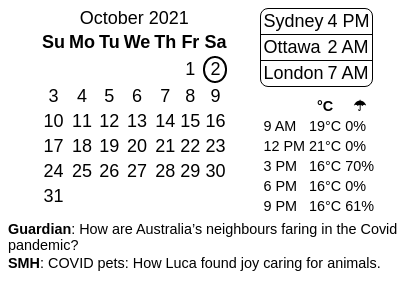 October 2021
Su Mo Tu We Th Fr Sa
1 2
3 4 5 6 7 8 9
10 11 12 13 14 15 16
17 18 19 20 21 22 23
24 25 26 27 28 29 30
31
Sydney 4 PM
Ottawa 2 AM
London 7 AM
°C ☂
9 AM 19°C 0%
12 PM 21°C 0%
3 PM 16°C 70%
6 PM 16°C 0%
9 PM 16°C 61%
Guardian: How are Australia's neighbours faring in the Covid
pandemic?
SMH: COVID pets: How Luca found joy caring for animals.